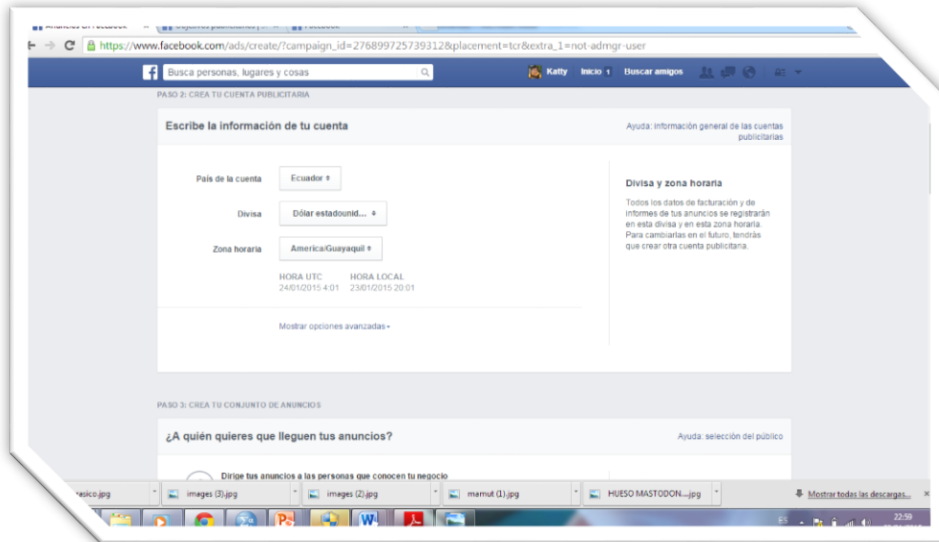 https://www.facebook.com/ads/create/?campaign_id=276899725739312&placement=tcr&extra_1=not-admgr-user
Busca personas, lugares y cosas
Katty Inicio 1 Buscar amigos
PASO 2: CREA TU CUENTA PUBLICITARIA
Escribe la información de tu cuenta
Ayuda: información general de las cuentas
publicitarias
País de la cuenta Ecuador
Divisa Dólar estadounid...
Zona horaria America/Guayaquil
HORA UTC HORA LOCAL
24/01/2015 4:01 23/01/2015 20:01
Mostrar opciones avanzadas
Divisa y zona horaria
Todos los datos de facturación y de
informes de tus anuncios se registrarán
en esta divisa y en esta zona horaria.
Para cambiarlas en el futuro, tendrás
que crear otra cuenta publicitaria.
PASO 3: CREA TU CONJUNTO DE ANUNCIOS
¿A quién quieres que lleguen tus anuncios?
Ayuda: selección del público
Dirige tus anuncios a las personas que conocen tu negocio
images (3).jpg images (2).jpg mamut (1).jpg HUESO MASTODON....jpg Mostrar todas las descargas...
ES 22:59